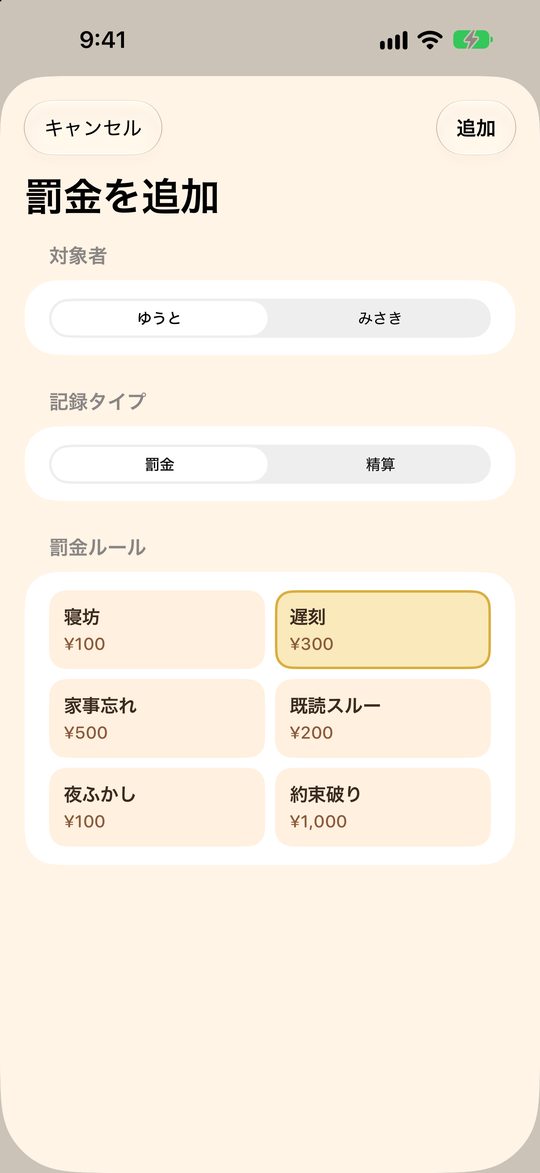 9:41
キャンセル
追加
罰金を追加
対象者
ゆうと
みさき
記録タイプ
罰金
精算
罰金ルール
寝坊
¥100
遅刻
¥300
家事忘れ
¥500
既読スルー
¥200
夜ふかし
¥100
約束破り
¥1,000